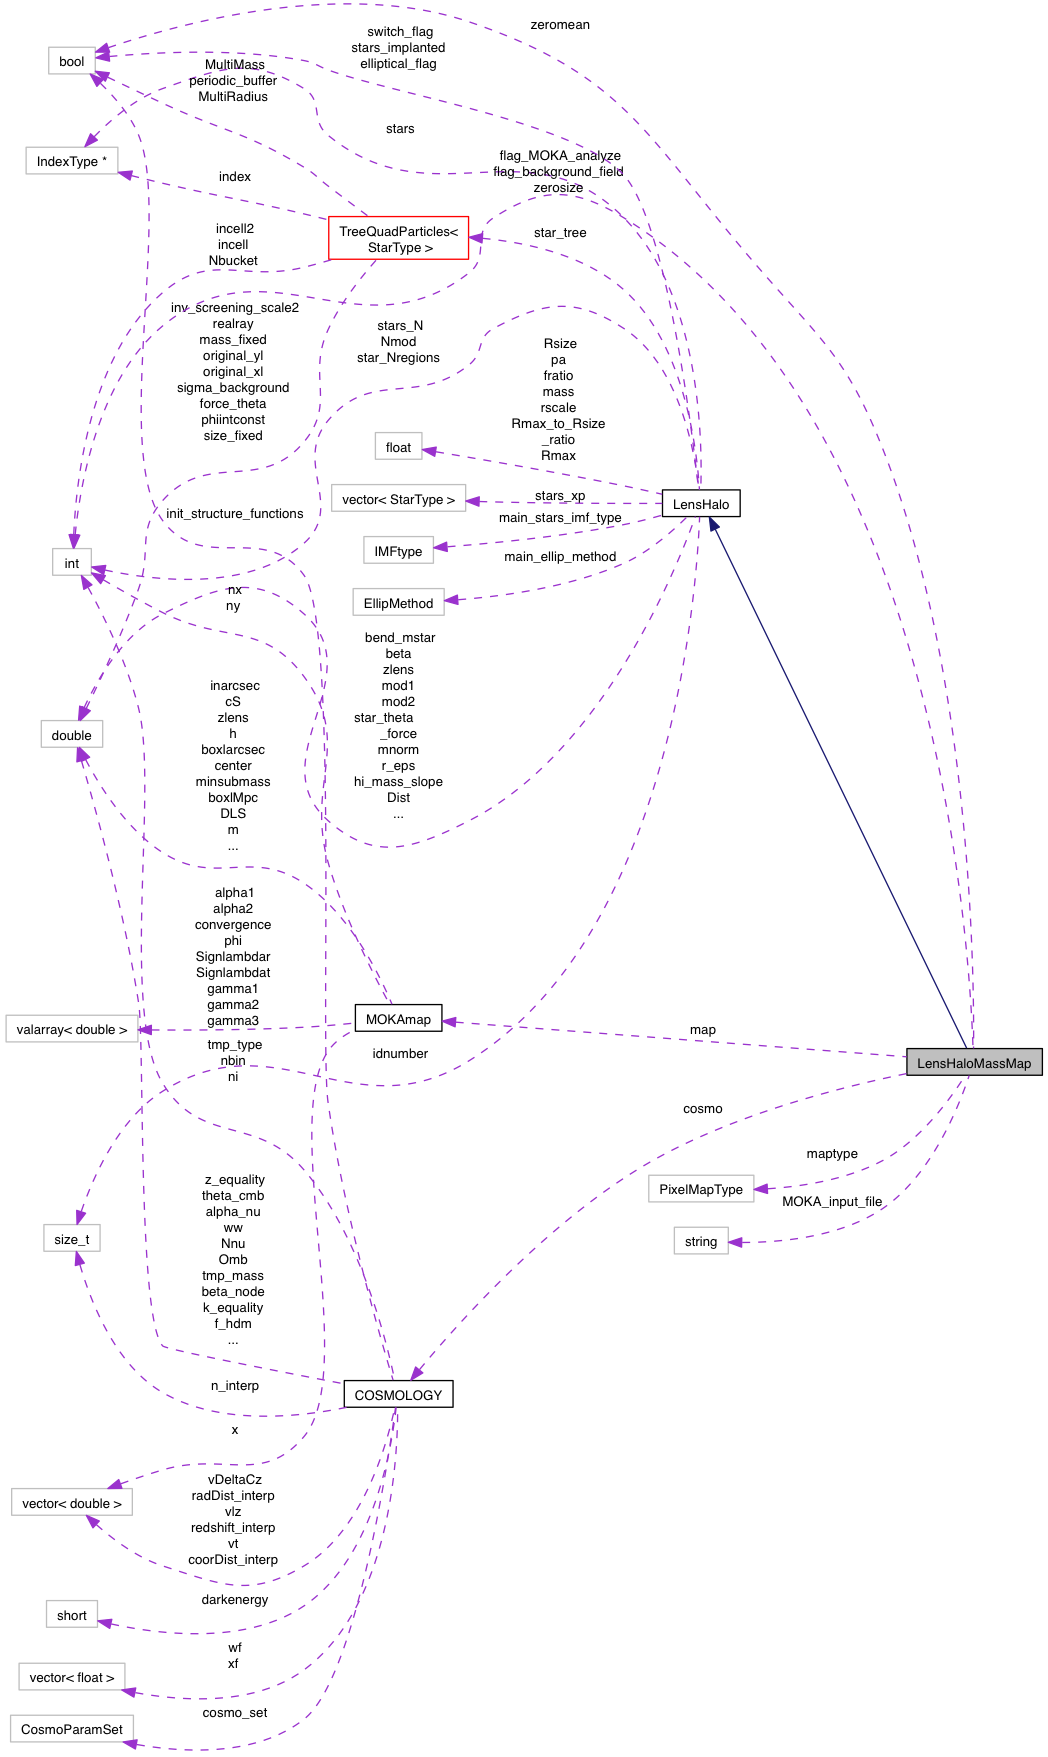 zeromean
switch_flag
stars_implanted
elliptical_flag
bool
MultiMass
periodic_buffer
MultiRadius
stars
IndexType *
flag_MOKA_analyze
flag_background_field
zerosize
index
TreeQuadParticles<
StarType >
star_tree
incell2
incell
Nbucket
inv_screening_scale2
realray
mass_fixed
original_yl
original_xl
sigma_background
force_theta
phiintconst
size_fixed
stars_N
Nmod
star_Nregions
Rsize
pa
fratio
mass
rscale
Rmax_to_Rsize
_ratio
Rmax
float
vector< StarType >
stars_xp
LensHalo
init_structure_functions
main_stars_imf_type
IMFtype
int
main_ellip_method
EllipMethod
nx
ny
bend_mstar
beta
zlens
mod1
mod2
star_theta
_force
mnorm
r_eps
hi_mass_slope
Dist
...
inarcsec
cS
zlens
h
boxlarcsec
center
minsubmass
boxlMpc
DLS
m
...
double
alpha1
alpha2
convergence
phi
Signlambdar
Signlambdat
gamma1
gamma2
gamma3
valarray< double >
MOKAmap
map
LensHaloMassMap
tmp_type
nbin
ni
idnumber
cosmo
maptype
PixelMapType
MOKA_input_file
string
size_t
z_equality
theta_cmb
alpha_nu
ww
Nnu
Omb
tmp_mass
beta_node
k_equality
f_hdm
...
n_interp
COSMOLOGY
x
vector< double >
vDeltaCz
radDist_interp
vlz
redshift_interp
vt
coorDist_interp
darkenergy
short
wf
xf
vector< float >
cosmo_set
CosmoParamSet